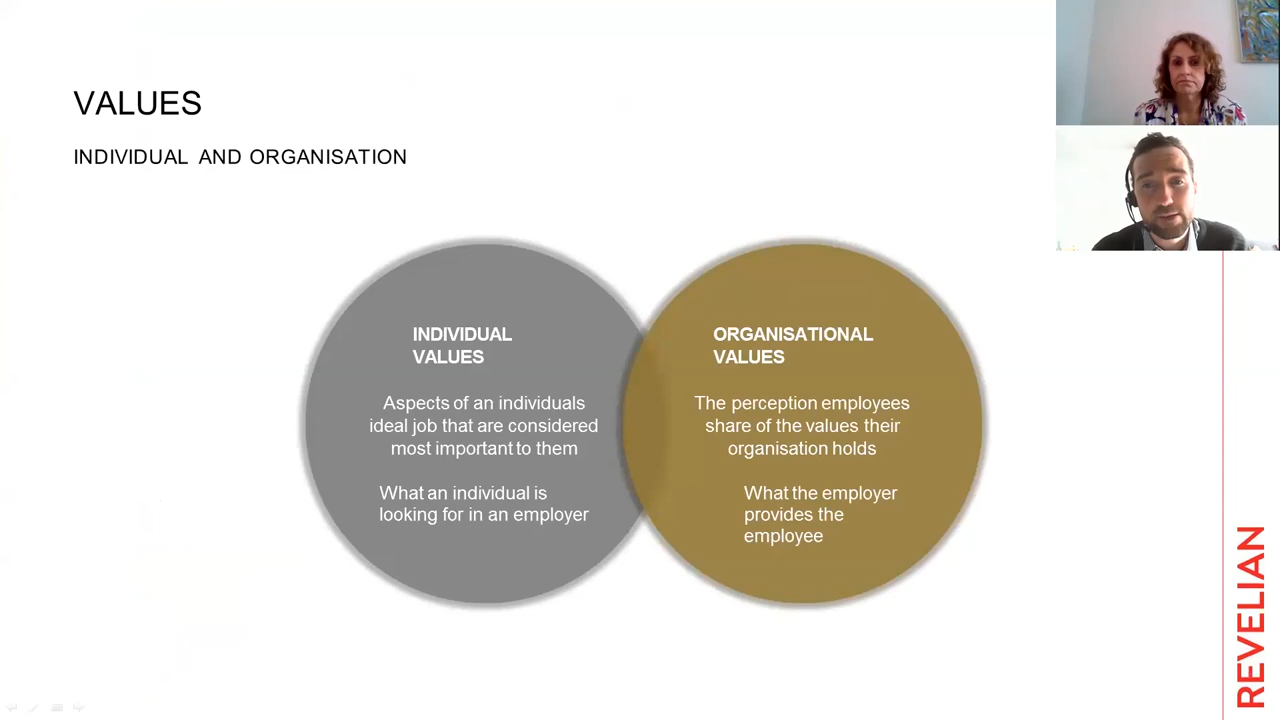 VALUES
INDIVIDUAL AND ORGANISATION
INDIVIDUAL
VALUES
Aspects of an individuals
ideal job that are considered
most important to them
What an individual is
looking for in an employer
ORGANISATIONAL
VALUES
The perception employees
share of the values their
organisation holds
What the employer
provides the
employee
REVELIAN